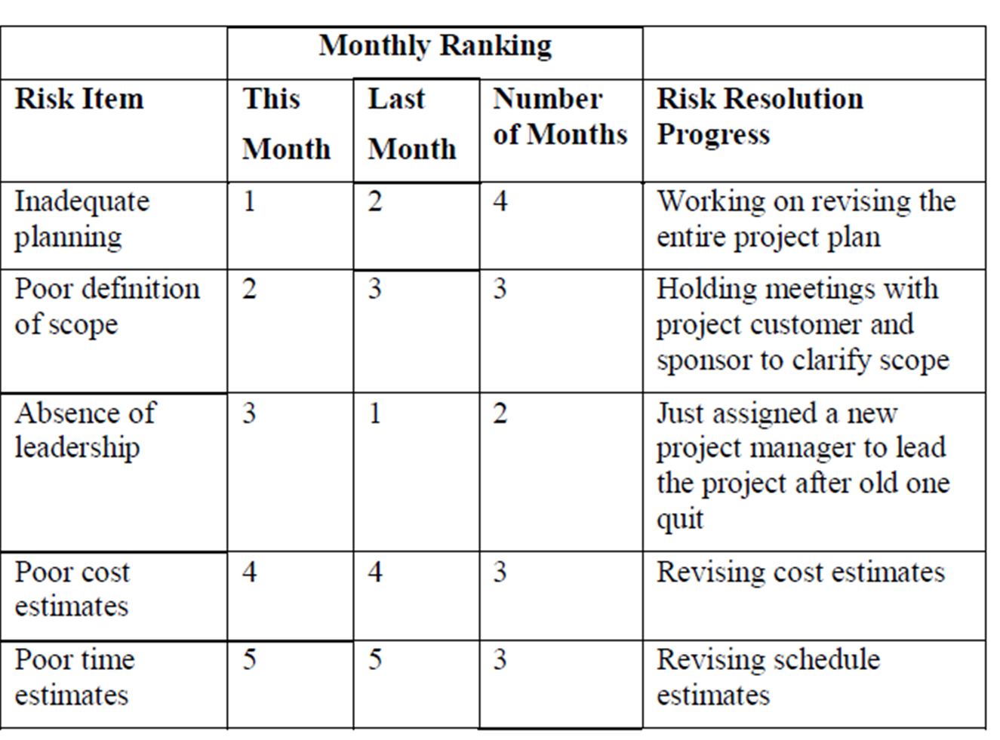 Monthly Ranking
Risk Item
This
Month
Last
Month
Number
of Months
Risk Resolution
Progress
Inadequate
planning
1
2
4
Working on revising the
entire project plan
Poor definition
of scope
2
3
3
Holding meetings with
project customer and
sponsor to clarify scope
Absence of
leadership
3
1
2
Just assigned a new
project manager to lead
the project after old one
quit
Poor cost
estimates
4
4
3
Revising cost estimates
Poor time
estimates
5
5
3
Revising schedule
estimates